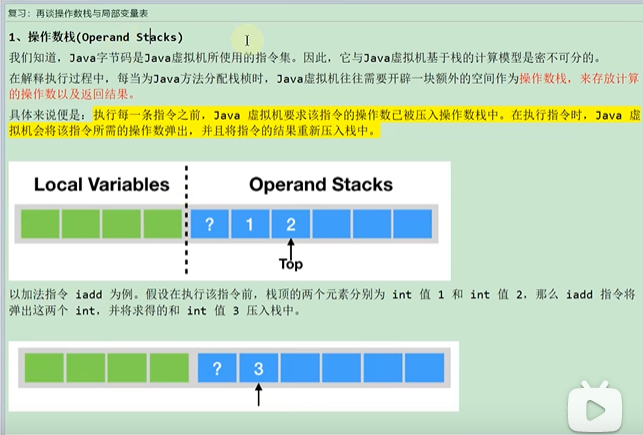 复习：再谈操作数栈与局部变量表
1、操作数栈(Operand Stacks)
我们知道，Java字节码是Java虚拟机所使用的指令集。因此，它与Java虚拟机基于栈的计算模型是密不可分的。
在解释执行过程中，每当为Java方法分配栈桢时，Java虚拟机往往需要开辟一块额外的空间作为操作数栈，来存放计算
的操作数以及返回结果。
具体来说便是：执行每一条指令之前，Java 虚拟机要求该指令的操作数已被压入操作数栈中。在执行指令时，Java 虚
拟机会将该指令所需的操作数弹出，并且将指令的结果重新压入栈中。
Local Variables Operand Stacks
? 1 2
Top
以加法指令 iadd 为例。假设在执行该指令前，栈顶的两个元素分别为 int 值 1 和 int 值 2，那么 iadd 指令将
弹出这两个 int，并将求得的和 int 值 3 压入栈中。
? 3